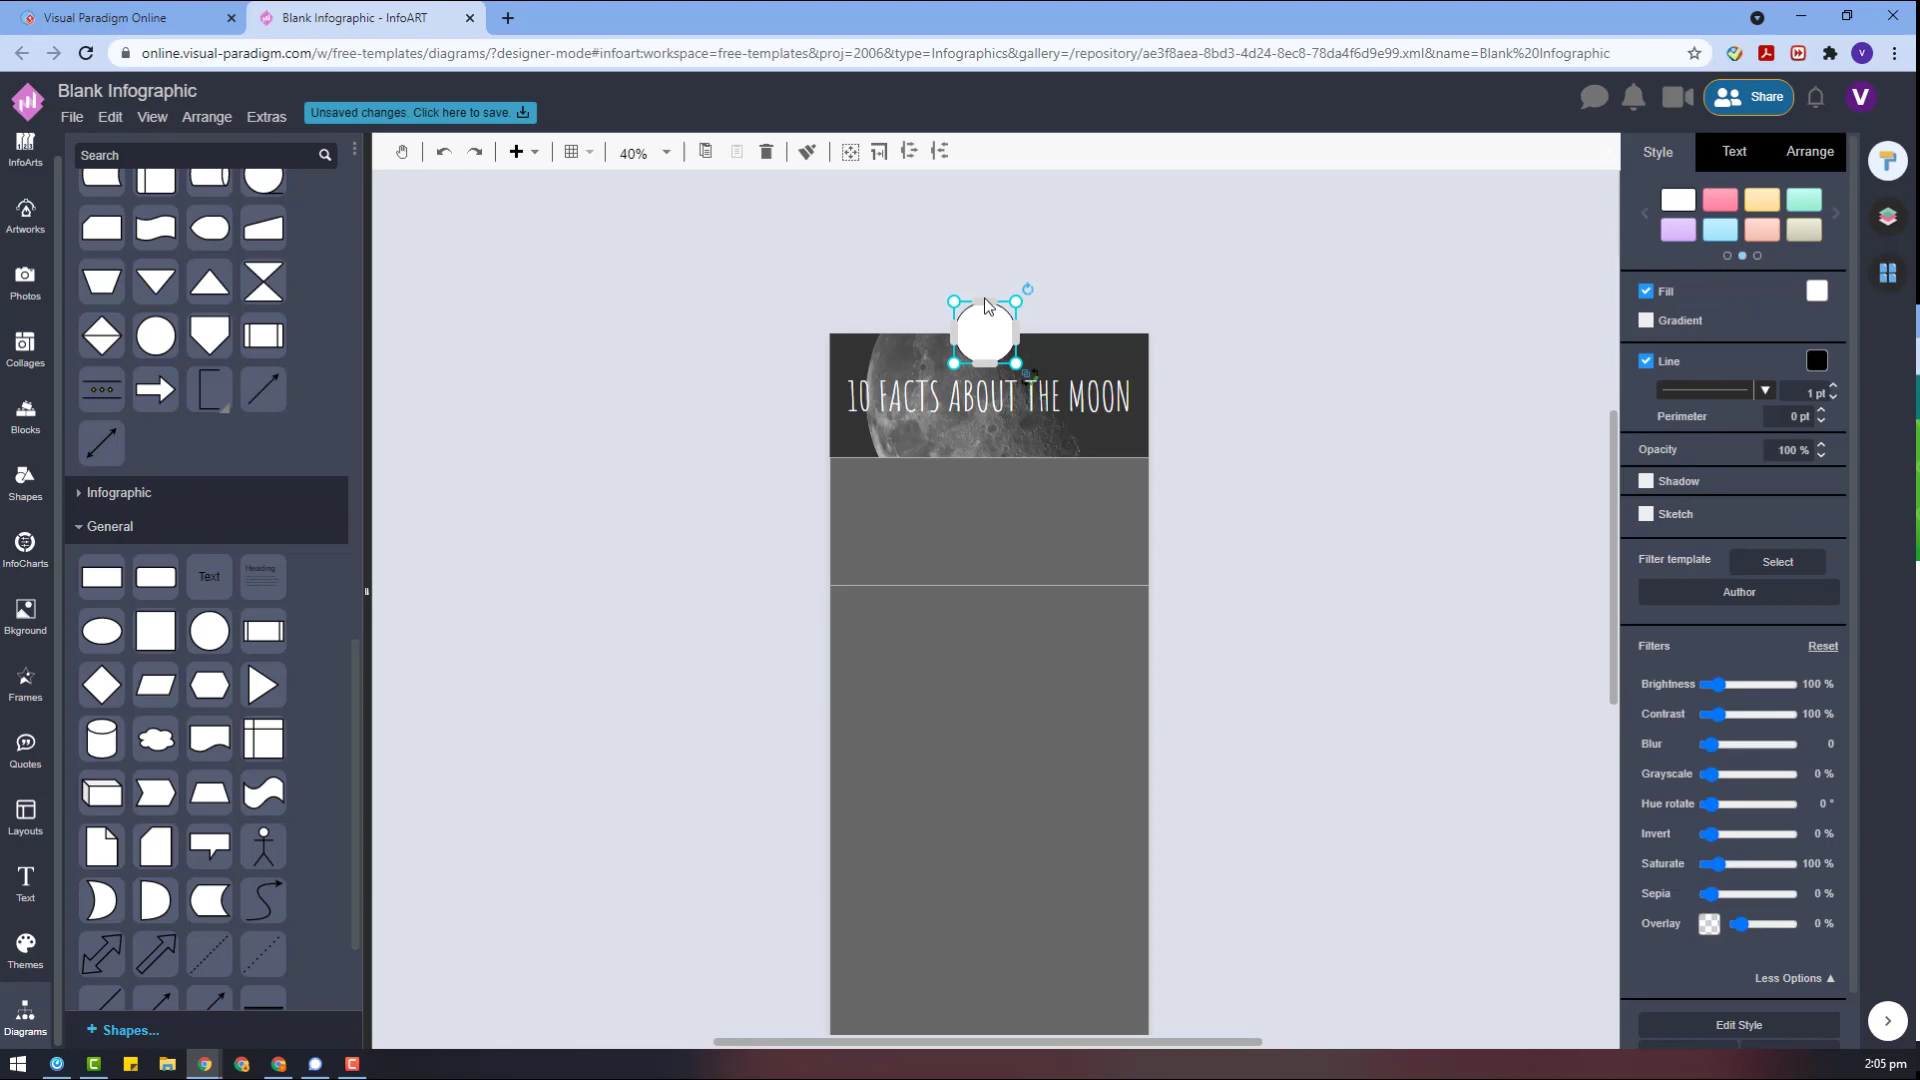 Visual Paradigm Online
Blank Infographic - InfoART
online.visual-paradigm.com/w/free-templates/diagrams/?designer-mode#infoart:workspace=free-templates&proj=2006&type=Infographics&gallery=/repository/ae3f8aea-8bd3-4d24-8ec8-78da4f6d9e99.xml&name=Blank%20Infographic
V
Blank Infographic
File Edit View Arrange Extras
Unsaved changes. Click here to save.
Share
V
InfoArts
Artworks
Photos
Collages
Blocks
Shapes
InfoCharts
Bkground
Frames
Quotes
Layouts
Text
Themes
Diagrams
Search
Infographic
General
Text
Heading
+ Shapes...
40%
10 FACTS ABOUT THE MOON
Style Text Arrange
Fill
Gradient
Line
1 pt
Perimeter 0 pt
Opacity 100 %
Shadow
Sketch
Filter template Select
Author
Filters Reset
Brightness 100 %
Contrast 100 %
Blur 0
Grayscale 0 %
Hue rotate 0 °
Invert 0 %
Saturate 100 %
Sepia 0 %
Overlay 0 %
Less Options ▲
Edit Style
2:05 pm